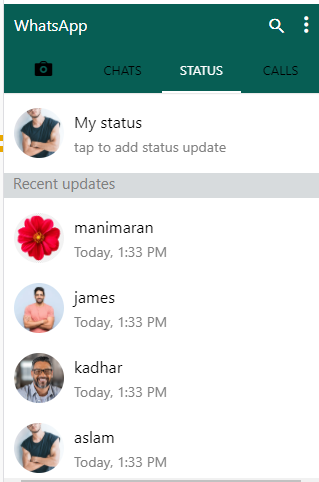 WhatsApp
CHATS STATUS CALLS
My status
tap to add status update
Recent updates
manimaran
Today, 1:33 PM
james
Today, 1:33 PM
kadhar
Today, 1:33 PM
aslam
Today, 1:33 PM